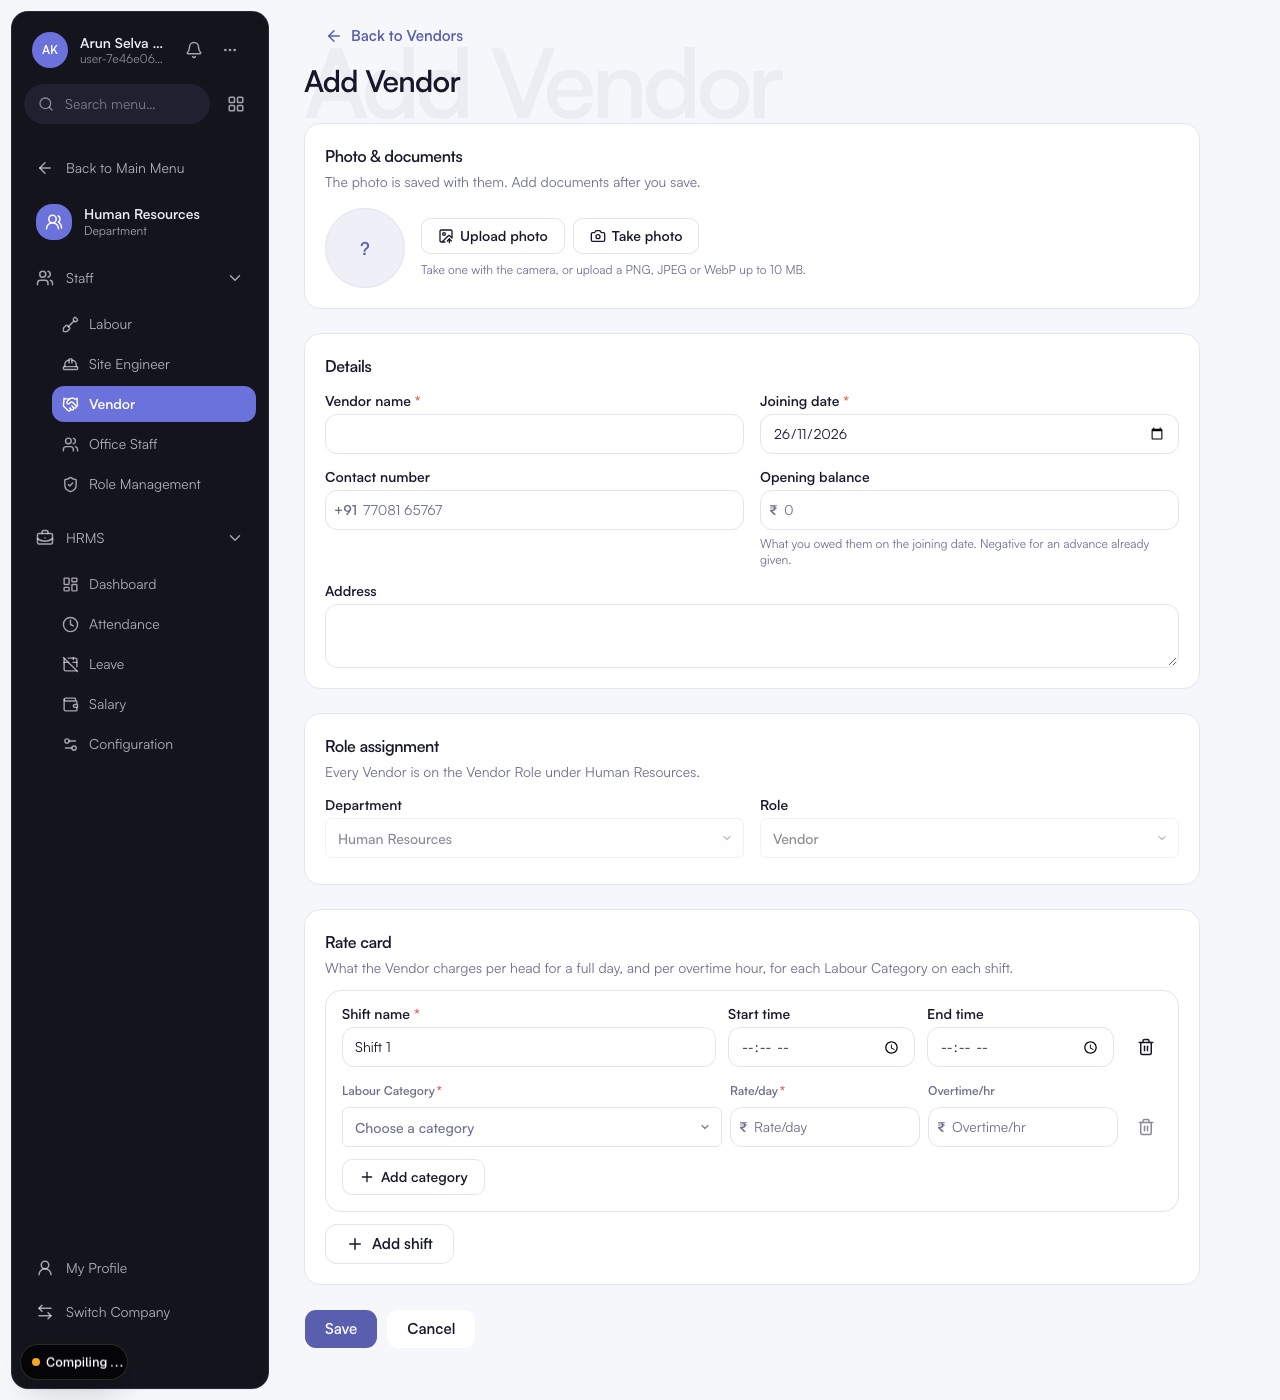 AK
Arun Selva ...
user-7e46e06...
Search menu...
Back to Main Menu
Human Resources
Department
Staff
Labour
Site Engineer
Vendor
Office Staff
Role Management
HRMS
Dashboard
Attendance
Leave
Salary
Configuration
My Profile
Switch Company
Compiling ...
Back to Vendors
Add Vendor
Add Vendor
Photo & documents
The photo is saved with them. Add documents after you save.
?
Upload photo
Take photo
Take one with the camera, or upload a PNG, JPEG or WebP up to 10 MB.
Details
Vendor name *
Joining date *
26/11/2026
Contact number
Opening balance
+91 77081 65767
₹ 0
What you owed them on the joining date. Negative for an advance already
given.
Address
Role assignment
Every Vendor is on the Vendor Role under Human Resources.
Department
Role
Human Resources
Vendor
Rate card
What the Vendor charges per head for a full day, and per overtime hour, for each Labour Category on each shift.
Shift name *
Start time
End time
Shift 1
--:-- --
--:-- --
Labour Category *
Rate/day *
Overtime/hr
Choose a category
₹ Rate/day
₹ Overtime/hr
+ Add category
+ Add shift
Save
Cancel